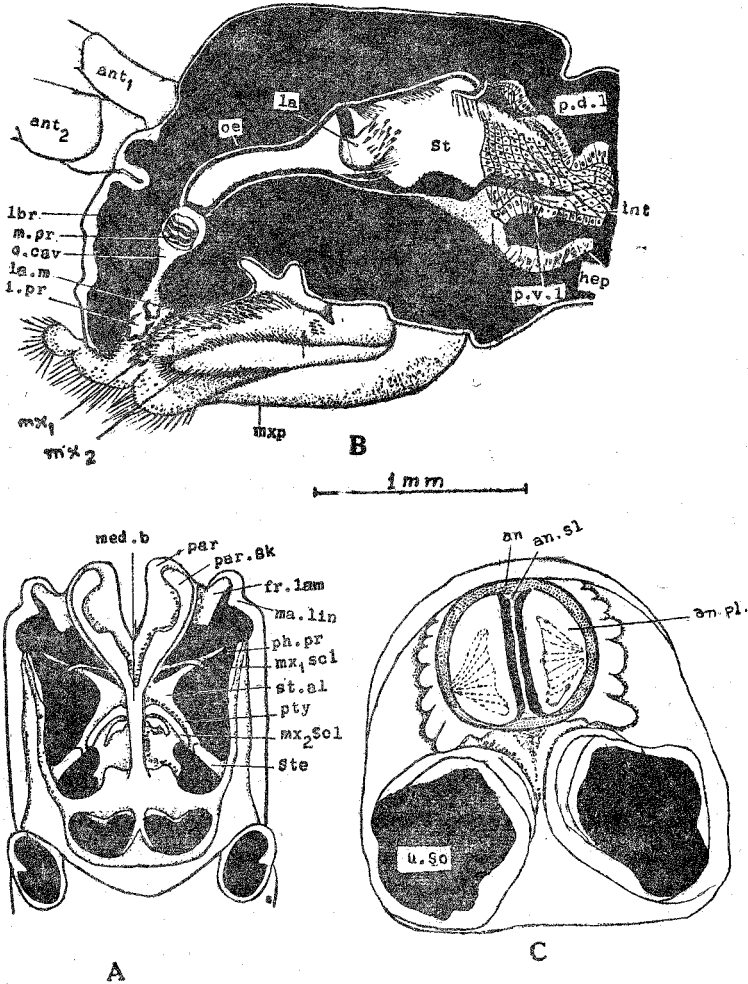 ant₁
ant₂
la
oe
St
p.d.l
lbr
m.pr
o.cav
la.m
i.pr
int
hep
p.v.l
mx₁
mx₂
mxp
B
1mm
med.b
par
par.sk
fr.lam
ma.lin
ph.pr
mx₁scl
st.al
pty
mx₂scl
Ste
A
an
an.sl
an.pl.
u.so
C